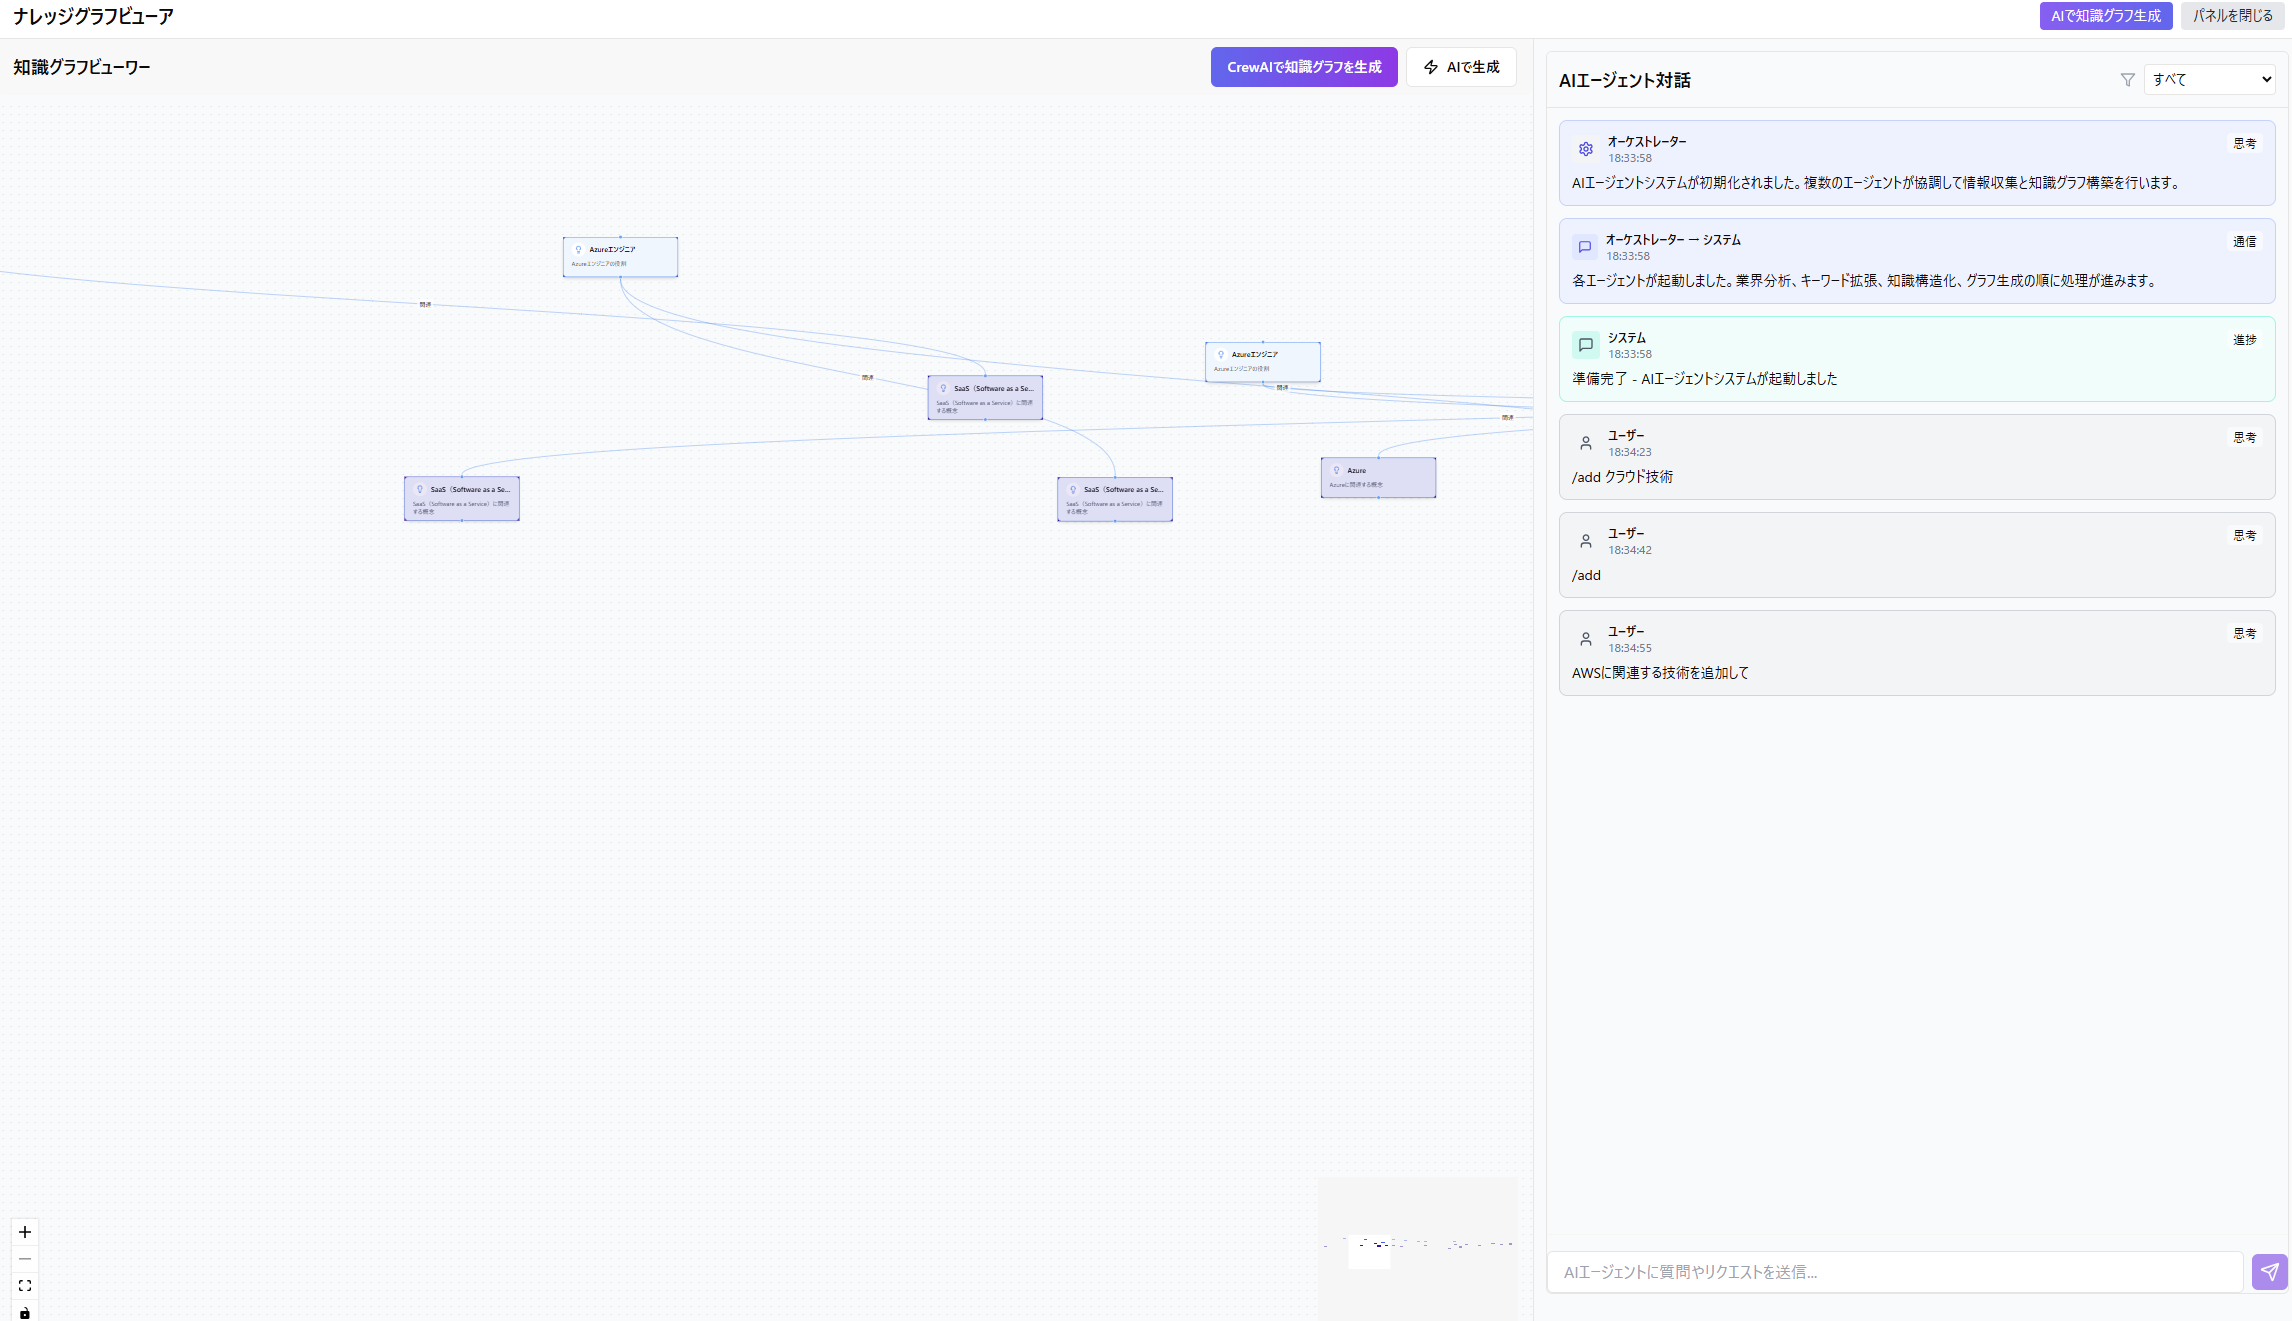 ナレッジグラフビューア
AIで知識グラフ生成
パネルを閉じる
知識グラフビューワー
CrewAIで知識グラフを生成
AIで生成
Azureエンジニア
Azureエンジニアの役割
関連
関連
SaaS（Software as a Se...
SaaS（Software as a Service）に関連
する概念
Azureエンジニア
Azureエンジニアの役割
関連
関連
SaaS（Software as a Se...
SaaS（Software as a Service）に関連
する概念
SaaS（Software as a Se...
SaaS（Software as a Service）に関連
する概念
Azure
Azureに関連する概念
AIエージェント対話
すべて
オーケストレーター
18:33:58
思考
AIエージェントシステムが初期化されました。複数のエージェントが協調して情報収集と知識グラフ構築を行います。
オーケストレーター → システム
18:33:58
通信
各エージェントが起動しました。業界分析、キーワード拡張、知識構造化、グラフ生成の順に処理が進みます。
システム
18:33:58
進捗
準備完了 - AIエージェントシステムが起動しました
ユーザー
18:34:23
思考
/add クラウド技術
ユーザー
18:34:42
思考
/add
ユーザー
18:34:55
思考
AWSに関連する技術を追加して
AIエージェントに質問やリクエストを送信...